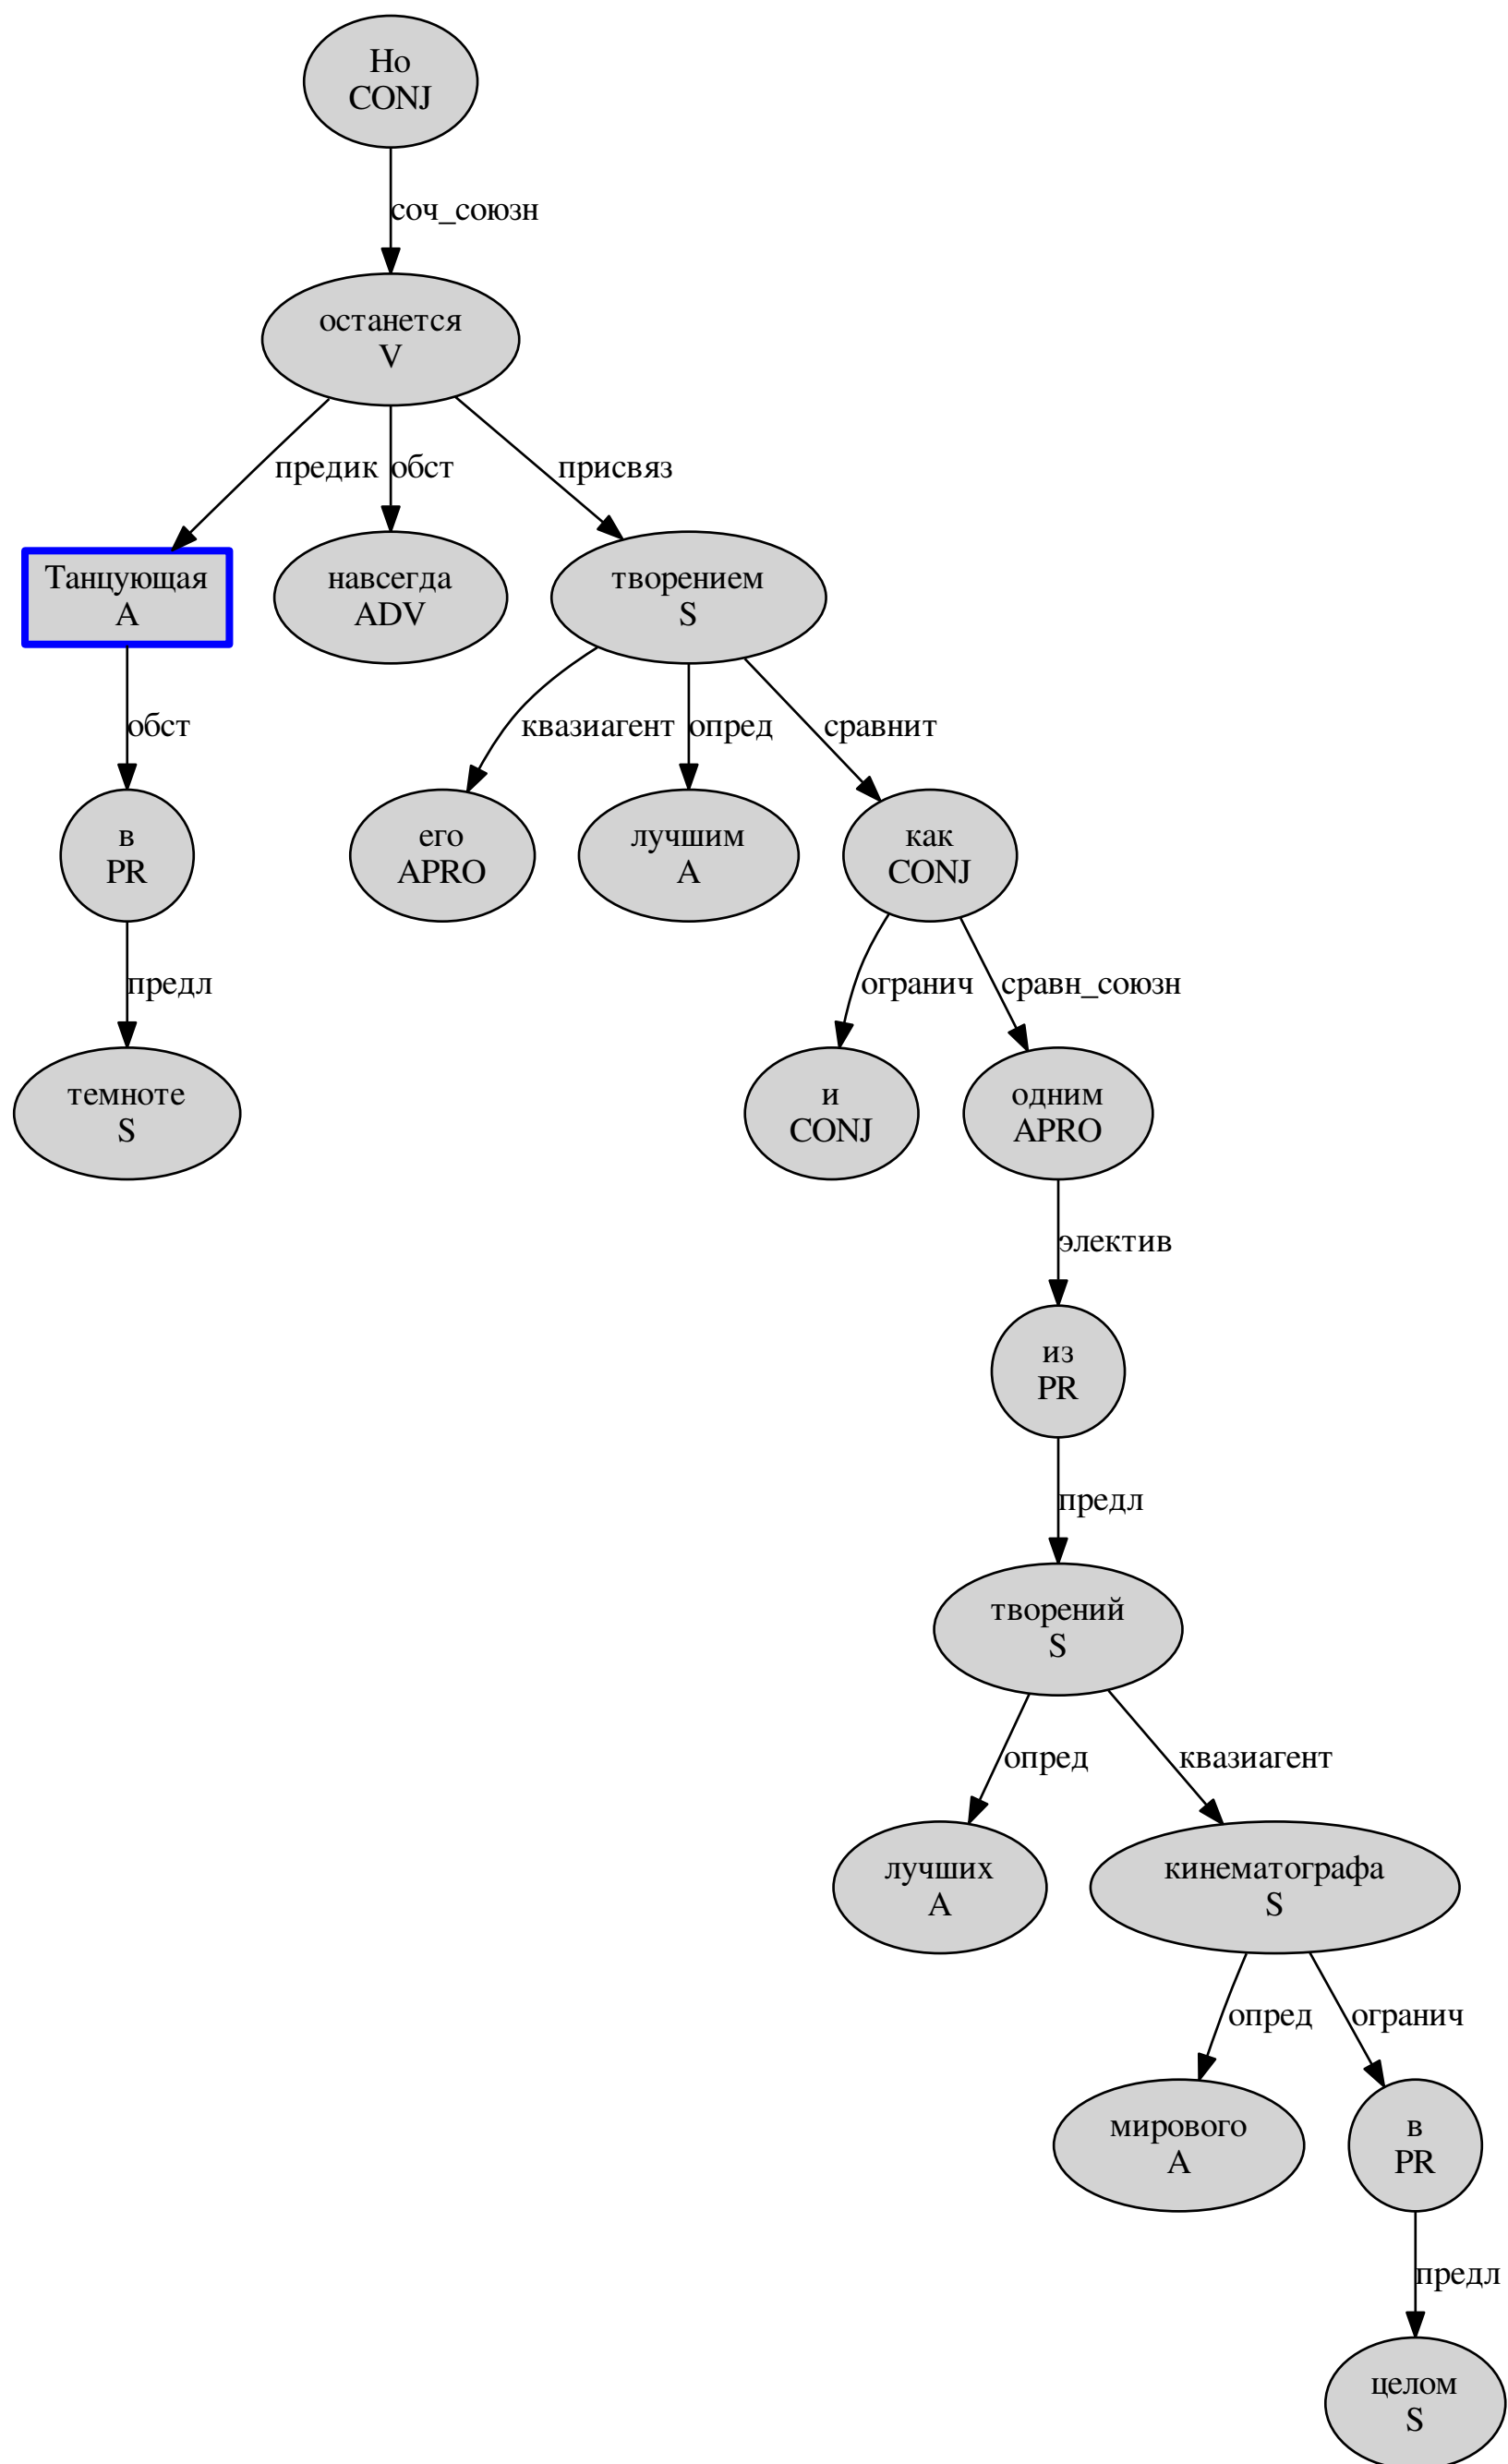 Но
CONJ
соч_союзн
останется
V
предик
обст
присвяз
Танцующая
A
навсегда
ADV
творением
S
обст
квазиагент
опред
сравнит
в
PR
его
APRO
лучшим
A
как
CONJ
предл
огранич
сравн_союзн
темноте
S
и
CONJ
одним
APRO
электив
из
PR
предл
творений
S
опред
квазиагент
лучших
A
кинематографа
S
опред
огранич
мирового
A
в
PR
предл
целом
S